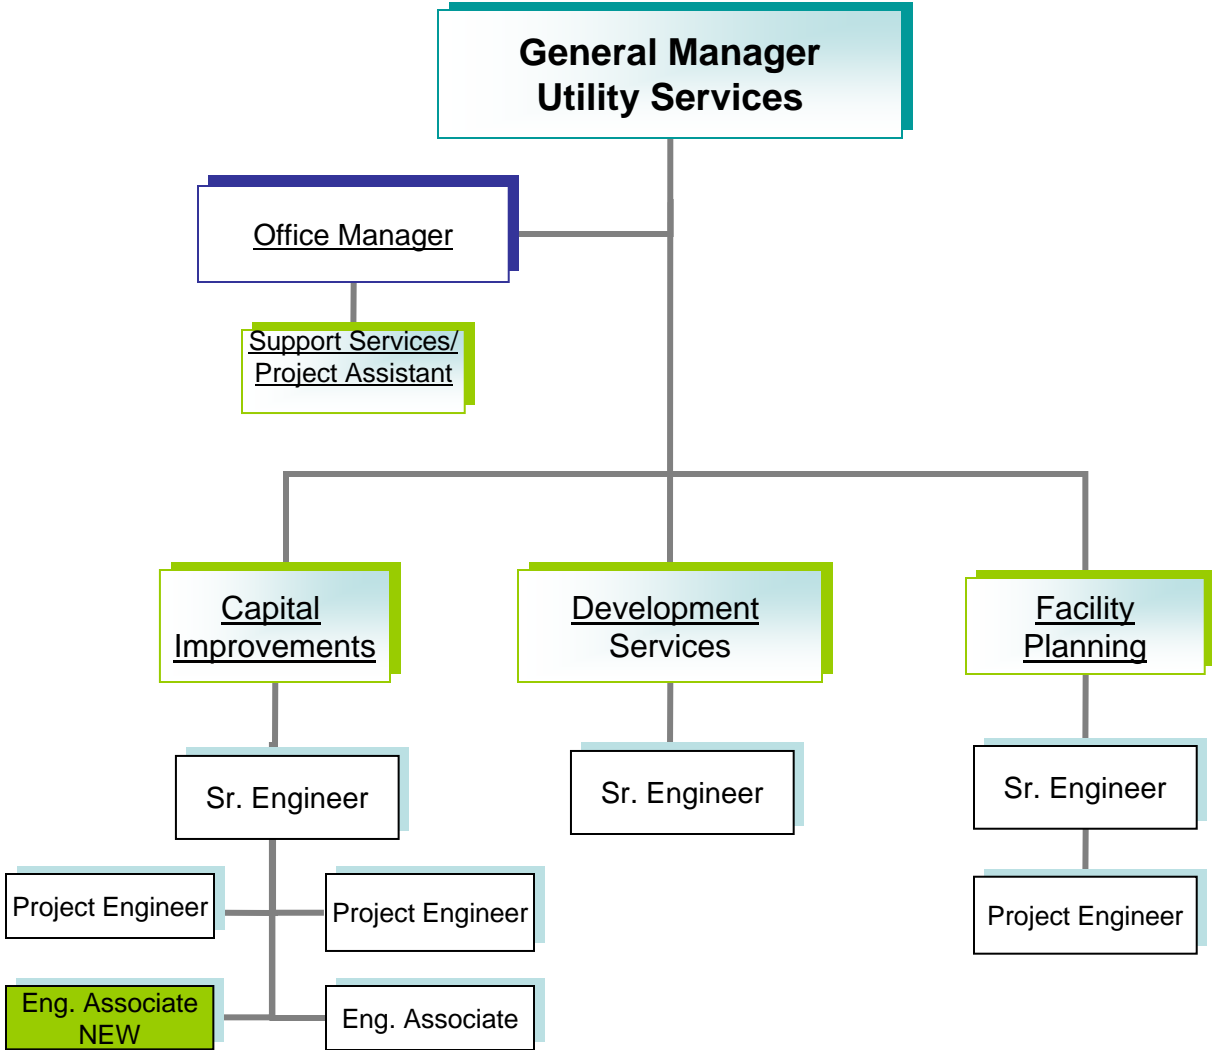 General Manager
Utility Services
Office Manager
Support Services/
Project Assistant
Capital
Improvements
Development
Services
Facility
Planning
Sr. Engineer
Sr. Engineer
Sr. Engineer
Project Engineer
Project Engineer
Project Engineer
Eng. Associate
NEW
Eng. Associate